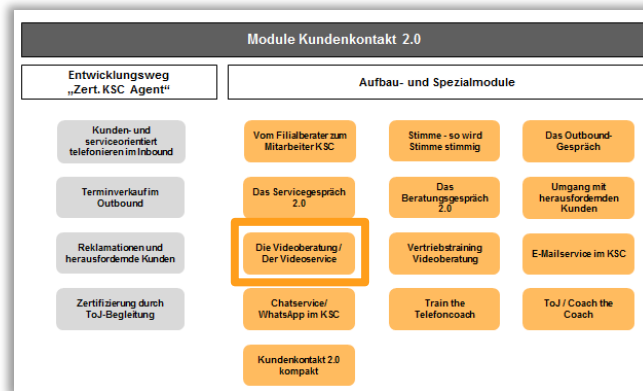 Module Kundenkontakt 2.0
Entwicklungsweg
„Zert. KSC Agent“
Aufbau- und Spezialmodule
Kunden- und
serviceorientiert
telefonieren im Inbound
Vom Filialberater zum
Mitarbeiter KSC
Stimme - so wird
Stimme stimmig
Das Outbound-
Gespräch
Terminverkauf im
Outbound
Das Servicegespräch
2.0
Das
Beratungsgespräch
2.0
Umgang mit
herausfordernden
Kunden
Reklamationen und
herausfordernde Kunden
Die Videoberatung /
Der Videoservice
Vertriebstraining
Videoberatung
E-Mailservice im KSC
Zertifizierung durch
ToJ-Begleitung
Chatservice/
WhatsApp im KSC
Train the
Telefoncoach
ToJ / Coach the
Coach
Kundenkontakt 2.0
kompakt